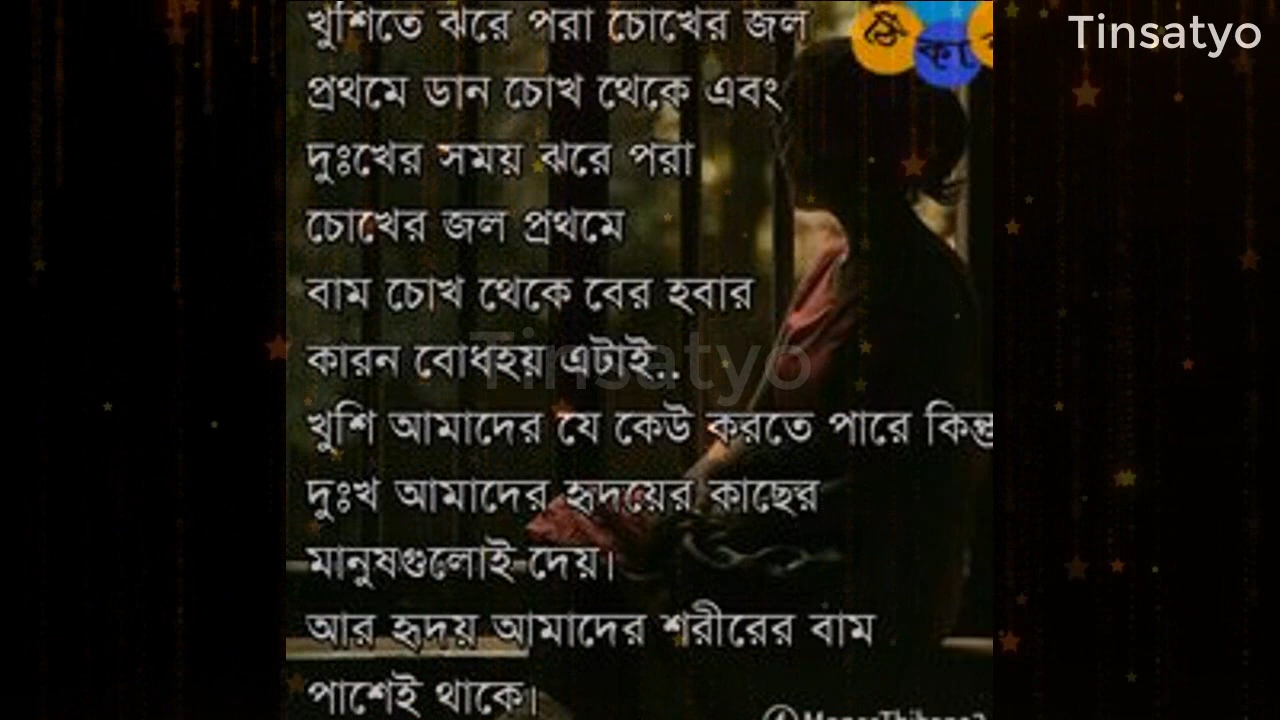 Tinsatyo
খুশিতে ঝরে পরা চোখের জল
প্রথমে ডান চোখ থেকে এবং
দুঃখের সময় ঝরে পরা
চোখের জল প্রথমে
বাম চোখ থেকে বের হবার
কারন বোধহয় এটাই..
Tinsatyo
খুশি আমাদের যে কেউ করতে পারে কিন্তু
দুঃখ আমাদের হৃদয়ের কাছের
মানুষগুলোই দেয়।
আর হৃদয় আমাদের শরীরের বাম
পাশেই থাকে।